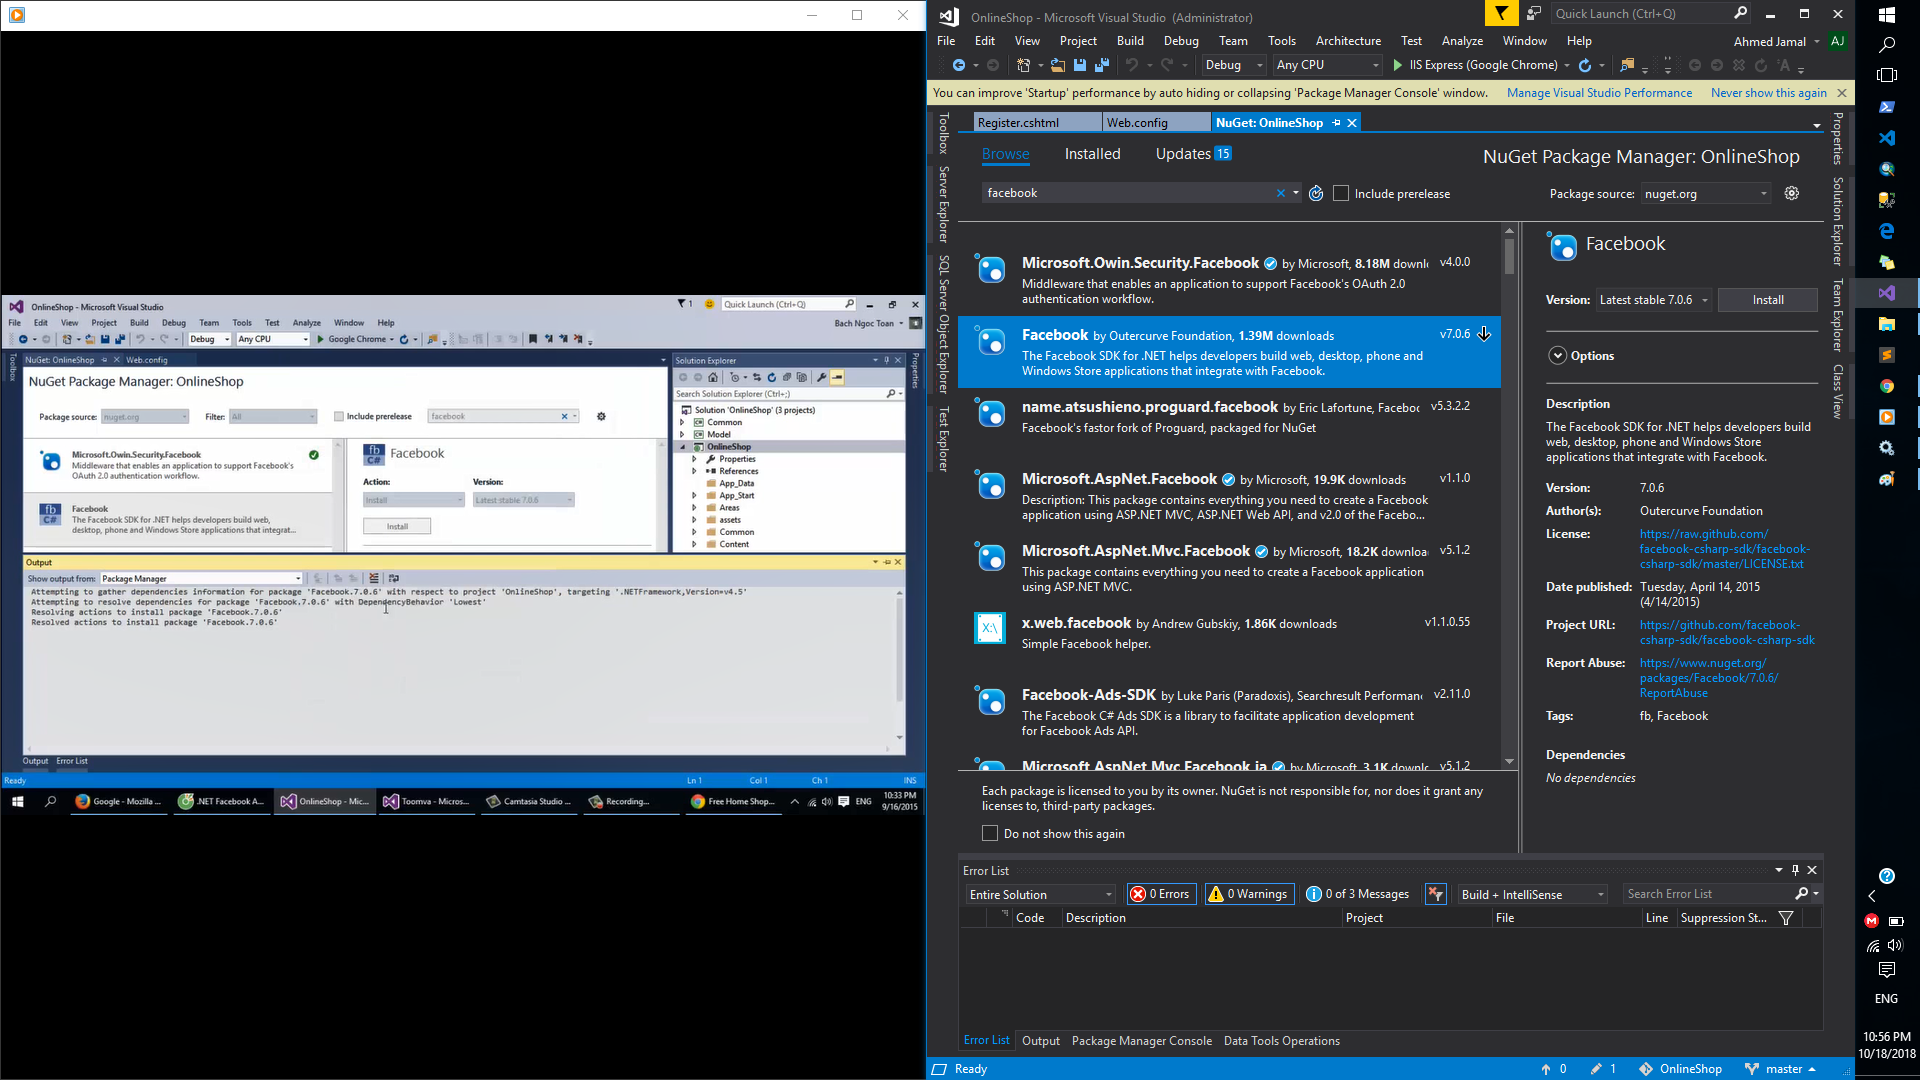 OnlineShop - Microsoft Visual Studio
1
Quick Launch (Ctrl+Q)
File Edit View Project Build Debug Team Tools Test Analyze Window Help
Bach Ngoc Toan
Debug Any CPU Google Chrome
Toolbox
NuGet: OnlineShop Web.config
NuGet Package Manager: OnlineShop
Package source: nuget.org Filter: All Include prerelease facebook
Microsoft.Owin.Security.Facebook
Middleware that enables an application to support Facebook's
OAuth 2.0 authentication workflow.
fb
C#
Facebook
The Facebook SDK for .NET helps developers build web,
desktop, phone and Windows Store applications that integrat...
fb
C#
Facebook
Action: Version:
Install Latest stable 7.0.6
Install
Solution Explorer
Search Solution Explorer (Ctrl+;)
Solution 'OnlineShop' (3 projects)
Common
Model
OnlineShop
Properties
References
App_Data
App_Start
Areas
assets
Common
Content
Properties
Output
Show output from: Package Manager
Attempting to gather dependencies information for package 'Facebook.7.0.6' with respect to project 'OnlineShop', targeting '.NETFramework,Version=v4.5'
Attempting to resolve dependencies for package 'Facebook.7.0.6' with DependencyBehavior 'Lowest'
Resolving actions to install package 'Facebook.7.0.6'
Resolved actions to install package 'Facebook.7.0.6'
Output Error List
Ready Ln 1 Col 1 Ch 1 INS
Google - Mozilla ... .NET Facebook A... OnlineShop - Mic... Toomva - Micros... Camtasia Studio ... Recording... Free Home Shop... ENG
10:33 PM
9/16/2015
OnlineShop - Microsoft Visual Studio (Administrator)
Quick Launch (Ctrl+Q)
File Edit View Project Build Debug Team Tools Architecture Test Analyze Window Help Ahmed Jamal AJ
Debug Any CPU IIS Express (Google Chrome)
You can improve 'Startup' performance by auto hiding or collapsing 'Package Manager Console' window. Manage Visual Studio Performance Never show this again
Toolbox
Server Explorer
SQL Server Object Explorer
Test Explorer
Register.cshtml Web.config NuGet: OnlineShop
Browse Installed Updates 15
NuGet Package Manager: OnlineShop
facebook Include prerelease Package source: nuget.org
Microsoft.Owin.Security.Facebook by Microsoft, 8.18M downl v4.0.0
Middleware that enables an application to support Facebook's OAuth 2.0
authentication workflow.
Facebook by Outercurve Foundation, 1.39M downloads v7.0.6
The Facebook SDK for .NET helps developers build web, desktop, phone and
Windows Store applications that integrate with Facebook.
name.atsushieno.proguard.facebook by Eric Lafortune, Faceboo v5.3.2.2
Facebook's fastor fork of Proguard, packaged for NuGet
Microsoft.AspNet.Facebook by Microsoft, 19.9K downloads v1.1.0
Description: This package contains everything you need to create a Facebook
application using ASP.NET MVC, ASP.NET Web API, and v2.0 of the Facebo...
Microsoft.AspNet.Mvc.Facebook by Microsoft, 18.2K downloa v5.1.2
This package contains everything you need to create a Facebook application
using ASP.NET MVC.
X:\
x.web.facebook by Andrew Gubskiy, 1.86K downloads v1.1.0.55
Simple Facebook helper.
Facebook-Ads-SDK by Luke Paris (Paradoxis), Searchresult Performan v2.11.0
The Facebook C# Ads SDK is a library to facilitate application development
for Facebook Ads API.
Microsoft.AspNet.Mvc.Facebook.ja by Microsoft, 3.1K downl v5.1.2
Each package is licensed to you by its owner. NuGet is not responsible for, nor does it grant any
licenses to, third-party packages.
Do not show this again
Facebook
Version: Latest stable 7.0.6 Install
Options
Description
The Facebook SDK for .NET helps developers build
web, desktop, phone and Windows Store
applications that integrate with Facebook.
Version: 7.0.6
Author(s): Outercurve Foundation
License: https://raw.github.com/
facebook-csharp-sdk/facebook-
csharp-sdk/master/LICENSE.txt
Date published: Tuesday, April 14, 2015
(4/14/2015)
Project URL: https://github.com/facebook-
csharp-sdk/facebook-csharp-sdk
Report Abuse: https://www.nuget.org/
packages/Facebook/7.0.6/
ReportAbuse
Tags: fb, Facebook
Dependencies
No dependencies
Properties
Solution Explorer
Team Explorer
Class View
Error List
Entire Solution 0 Errors 0 Warnings 0 of 3 Messages Build + IntelliSense Search Error List
Code Description Project File Line Suppression St...
Error List Output Package Manager Console Data Tools Operations
Ready 0 1 OnlineShop master
ENG
10:56 PM
10/18/2018